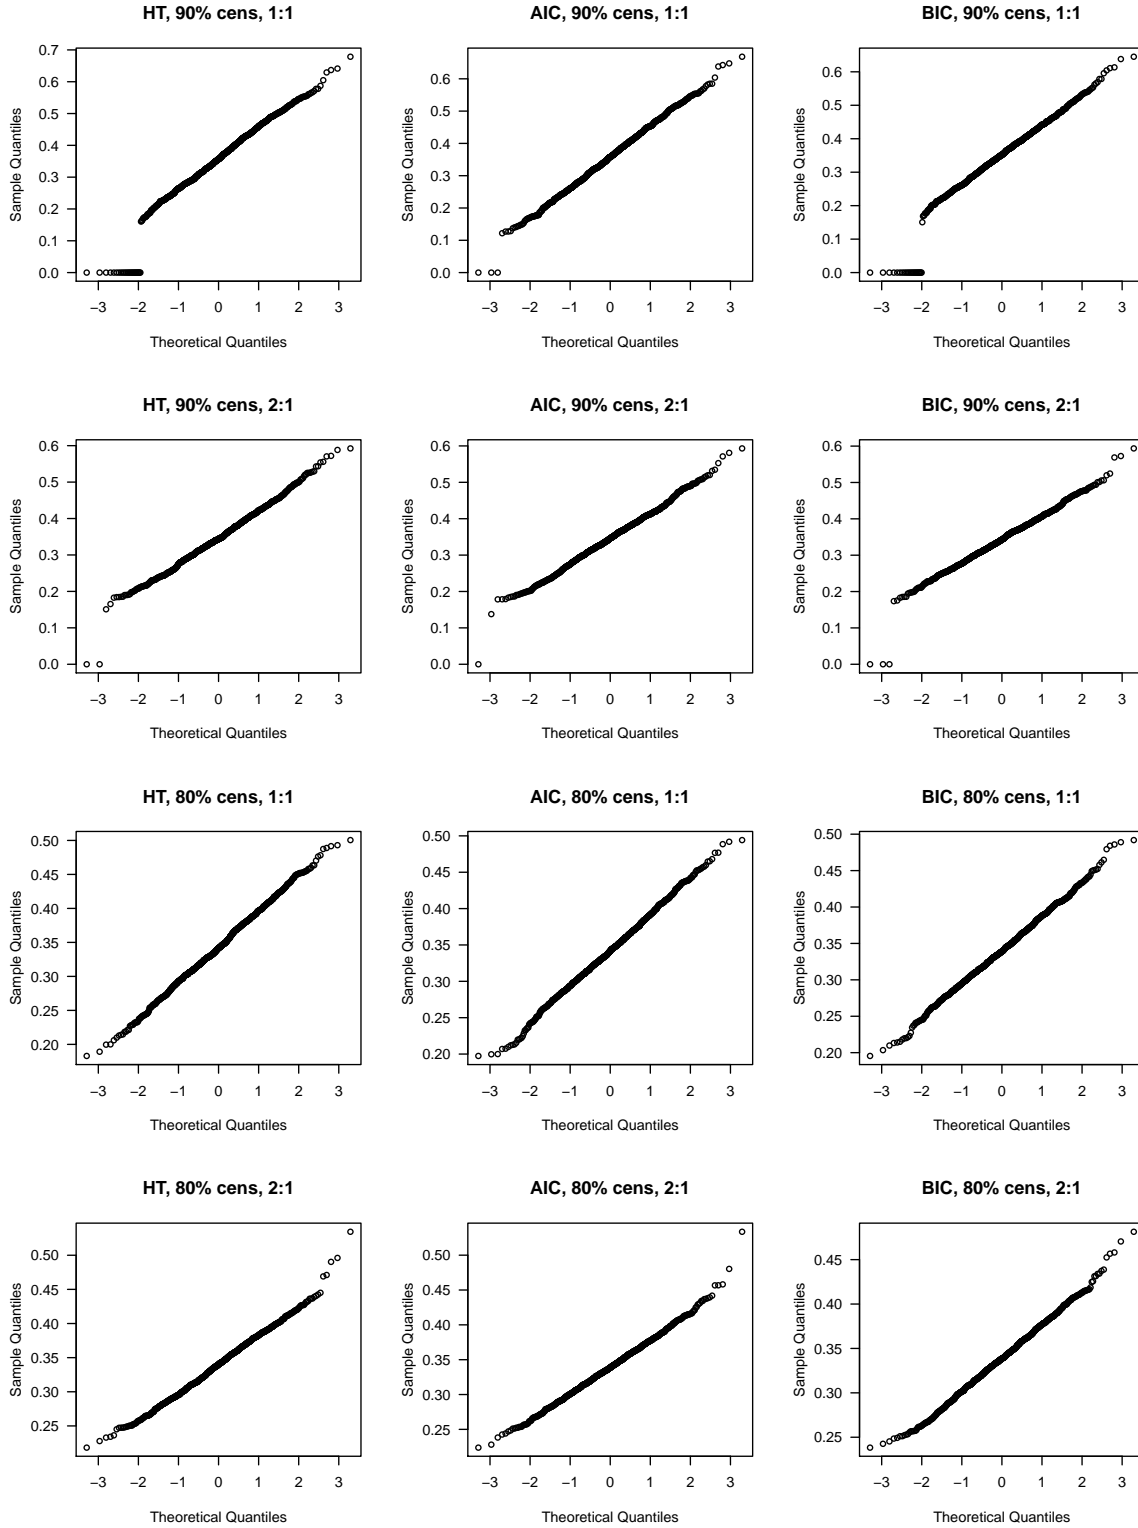 HT, 90% cens, 1:1
Sample Quantiles
0.7
0.6
0.5
0.4
0.3
0.2
0.1
0.0
−3 −2 −1 0 1 2 3
Theoretical Quantiles
AIC, 90% cens, 1:1
Sample Quantiles
0.6
0.5
0.4
0.3
0.2
0.1
0.0
−3 −2 −1 0 1 2 3
Theoretical Quantiles
BIC, 90% cens, 1:1
Sample Quantiles
0.6
0.5
0.4
0.3
0.2
0.1
0.0
−3 −2 −1 0 1 2 3
Theoretical Quantiles
HT, 90% cens, 2:1
Sample Quantiles
0.6
0.5
0.4
0.3
0.2
0.1
0.0
−3 −2 −1 0 1 2 3
Theoretical Quantiles
AIC, 90% cens, 2:1
Sample Quantiles
0.6
0.5
0.4
0.3
0.2
0.1
0.0
−3 −2 −1 0 1 2 3
Theoretical Quantiles
BIC, 90% cens, 2:1
Sample Quantiles
0.6
0.5
0.4
0.3
0.2
0.1
0.0
−3 −2 −1 0 1 2 3
Theoretical Quantiles
HT, 80% cens, 1:1
Sample Quantiles
0.50
0.45
0.40
0.35
0.30
0.25
0.20
−3 −2 −1 0 1 2 3
Theoretical Quantiles
AIC, 80% cens, 1:1
Sample Quantiles
0.50
0.45
0.40
0.35
0.30
0.25
0.20
−3 −2 −1 0 1 2 3
Theoretical Quantiles
BIC, 80% cens, 1:1
Sample Quantiles
0.50
0.45
0.40
0.35
0.30
0.25
0.20
−3 −2 −1 0 1 2 3
Theoretical Quantiles
HT, 80% cens, 2:1
Sample Quantiles
0.50
0.45
0.40
0.35
0.30
0.25
−3 −2 −1 0 1 2 3
Theoretical Quantiles
AIC, 80% cens, 2:1
Sample Quantiles
0.50
0.45
0.40
0.35
0.30
0.25
−3 −2 −1 0 1 2 3
Theoretical Quantiles
BIC, 80% cens, 2:1
Sample Quantiles
0.45
0.40
0.35
0.30
0.25
−3 −2 −1 0 1 2 3
Theoretical Quantiles